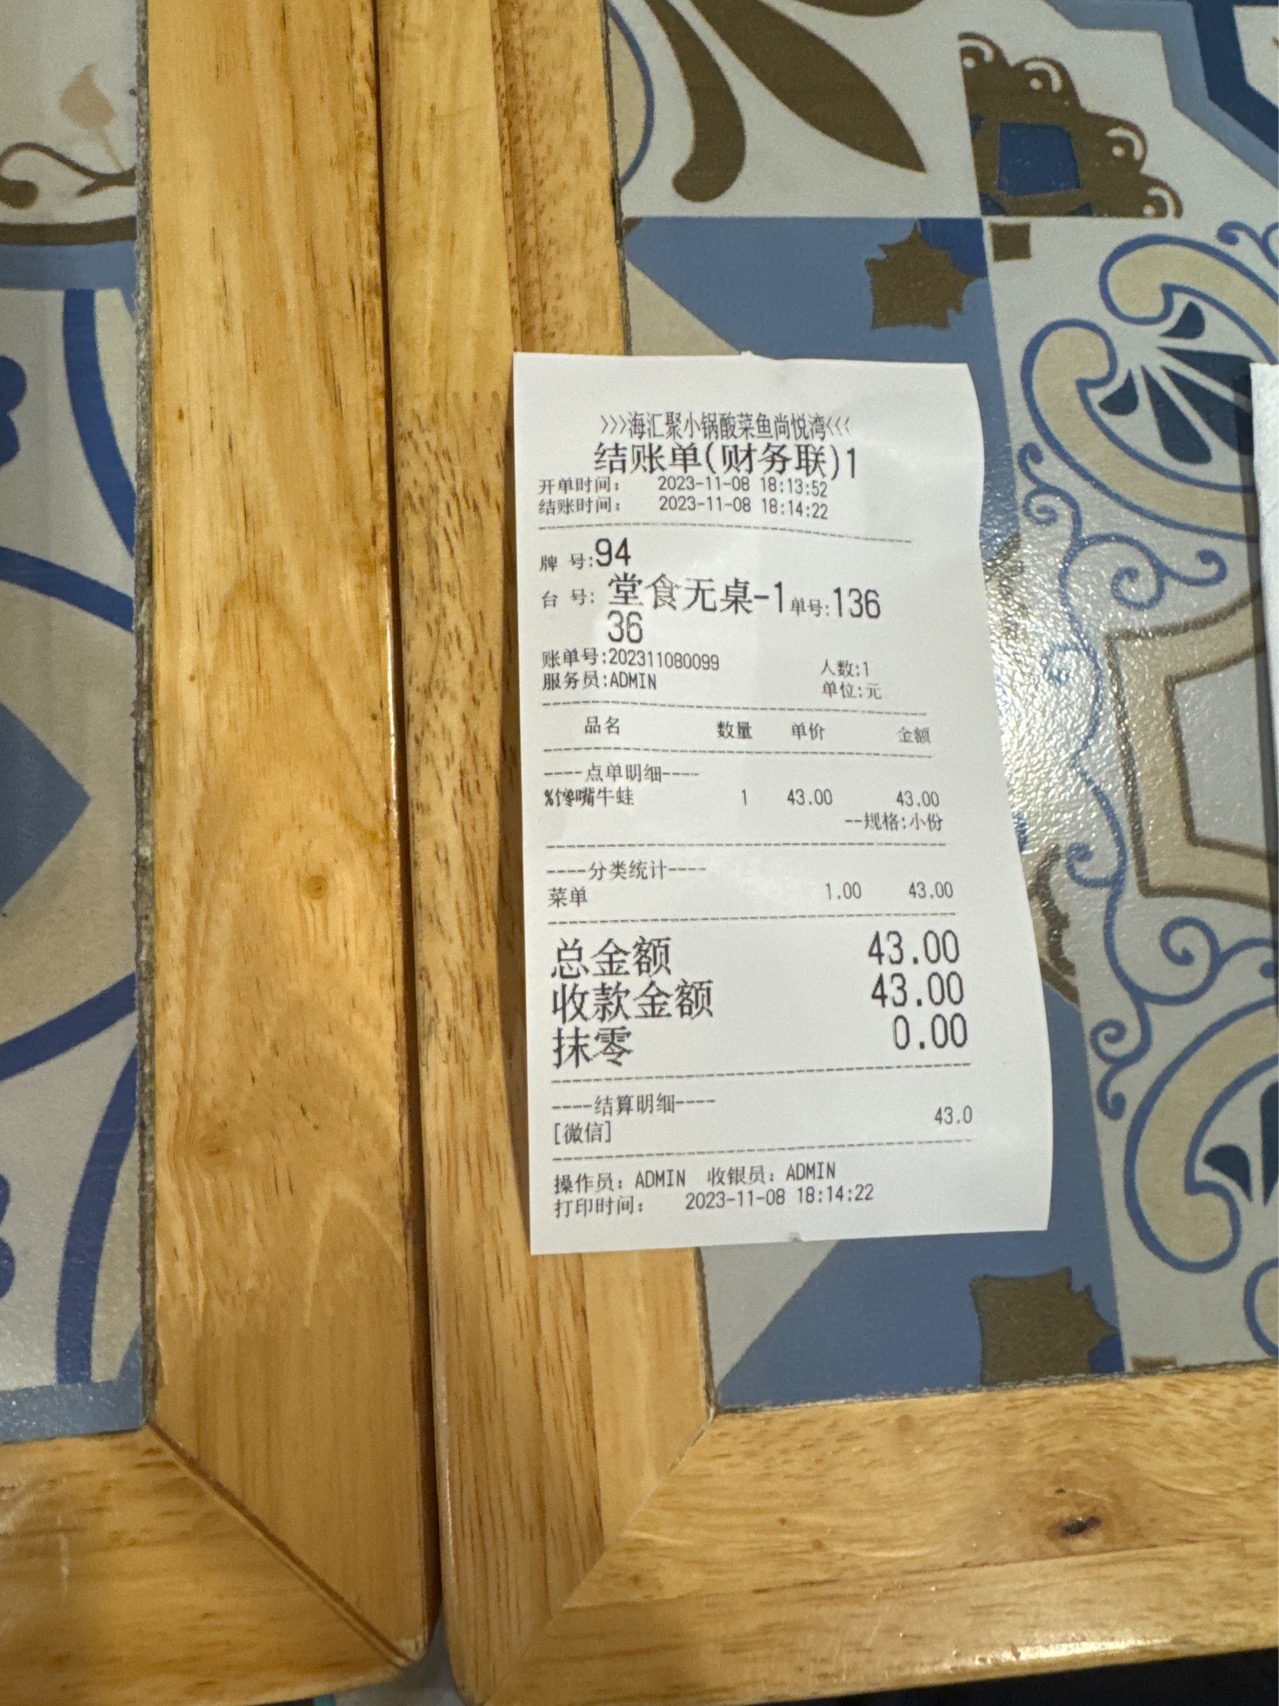 >>>海汇聚小锅酸菜鱼尚悦湾<<<
结账单(财务联)1
开单时间: 2023-11-08 18:13:52
结账时间: 2023-11-08 18:14:22
牌 号:94
台 号: 堂食无桌-1 单号:136
36
账单号:202311080099 人数:1
服务员:ADMIN 单位:元
品名 数量 单价 金额
----点单明细----
%馋嘴牛蛙 1 43.00 43.00
--规格:小份
----分类统计----
菜单 1.00 43.00
总金额 43.00
收款金额 43.00
抹零 0.00
----结算明细----
[微信] 43.0
操作员: ADMIN 收银员: ADMIN
打印时间: 2023-11-08 18:14:22